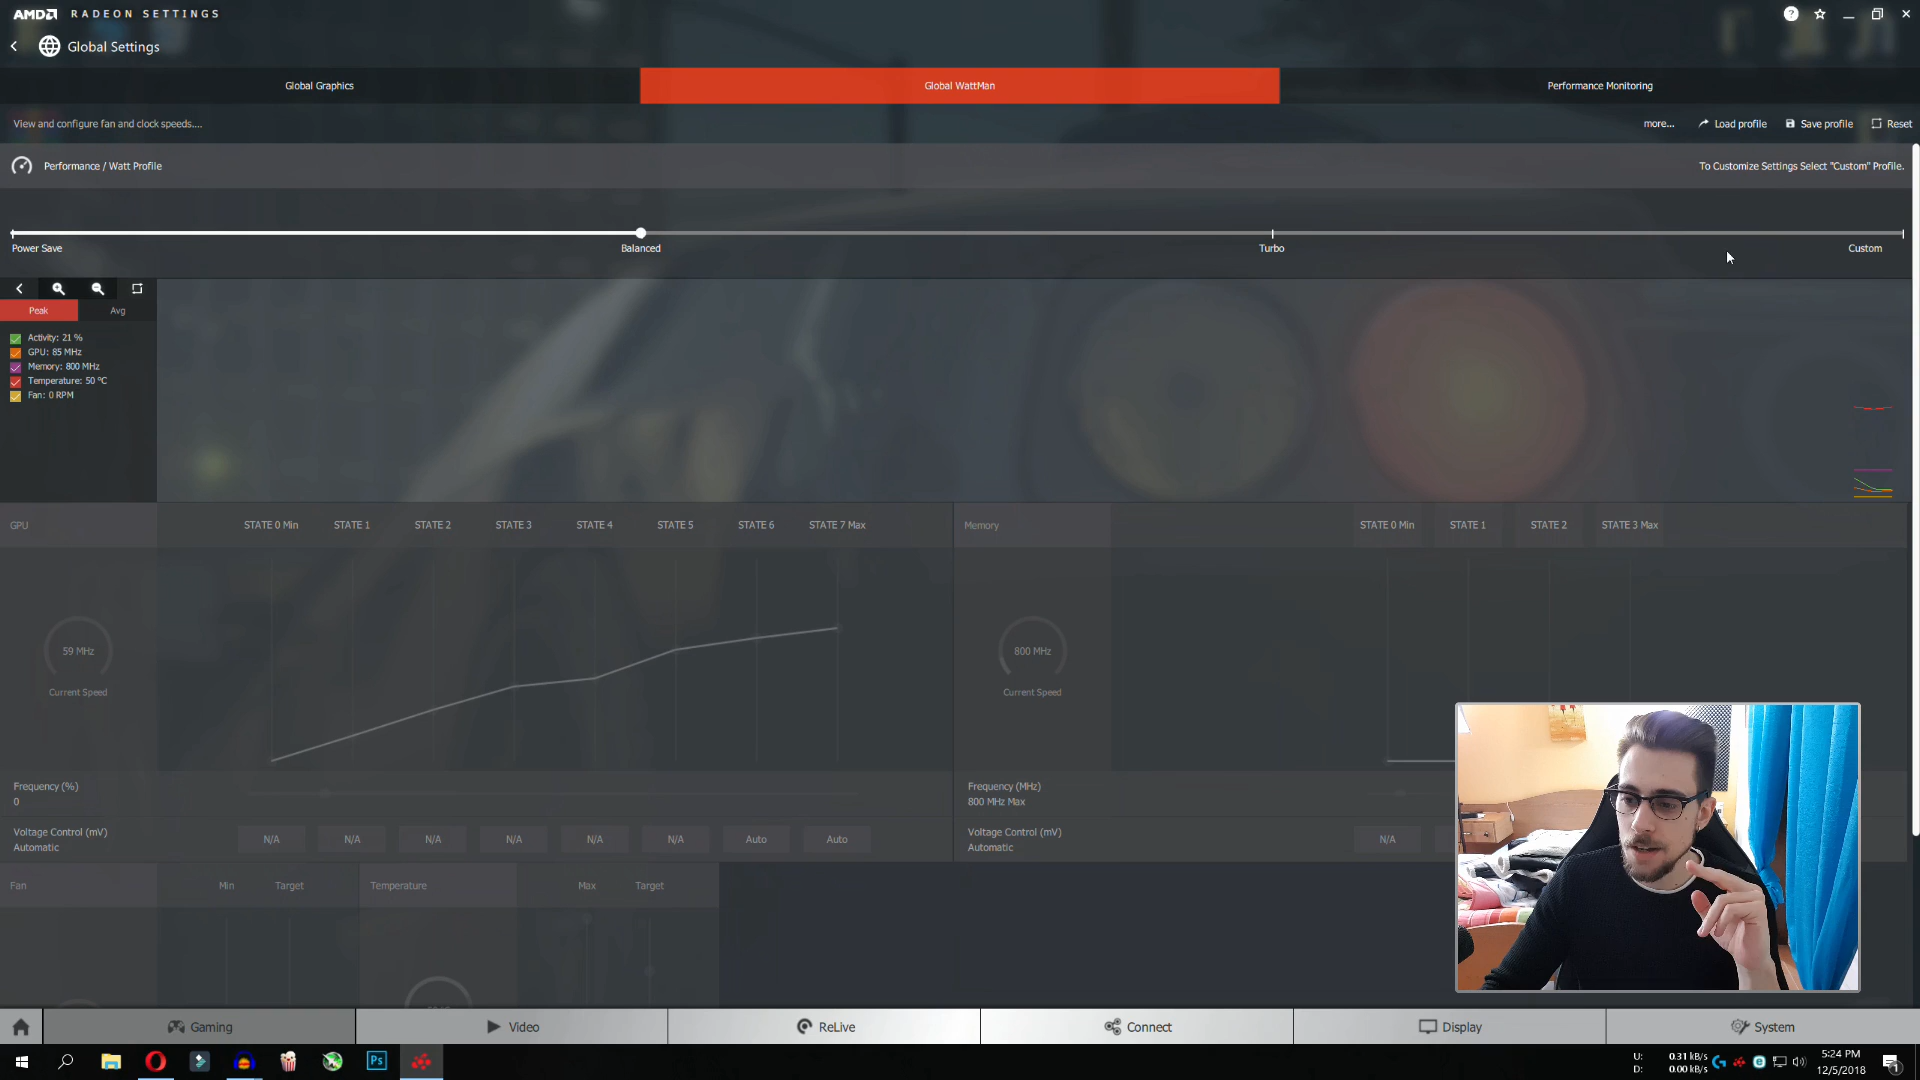 AMD RADEON SETTINGS
Global Settings
Global Graphics
Global WattMan
Performance Monitoring
View and configure fan and clock speeds....
more...
Load profile
Save profile
Reset
Performance / Watt Profile
To Customize Settings Select "Custom" Profile.
Power Save
Balanced
Turbo
Custom
Peak
Avg
Activity: 21 %
GPU: 85 MHz
Memory: 800 MHz
Temperature: 50 °C
Fan: 0 RPM
GPU
STATE 0 Min
STATE 1
STATE 2
STATE 3
STATE 4
STATE 5
STATE 6
STATE 7 Max
59 MHz
Current Speed
Frequency (%)
0
Voltage Control (mV)
Automatic
N/A
N/A
N/A
N/A
N/A
N/A
Auto
Auto
Memory
STATE 0 Min
STATE 1
STATE 2
STATE 3 Max
800 MHz
Current Speed
Frequency (MHz)
800 MHz Max
Voltage Control (mV)
Automatic
N/A
Fan
Min
Target
Temperature
Max
Target
Gaming
Video
ReLive
Connect
Display
System
Ps
U: 0.31 kB/s
D: 0.00 kB/s
5:24 PM
12/5/2018
1